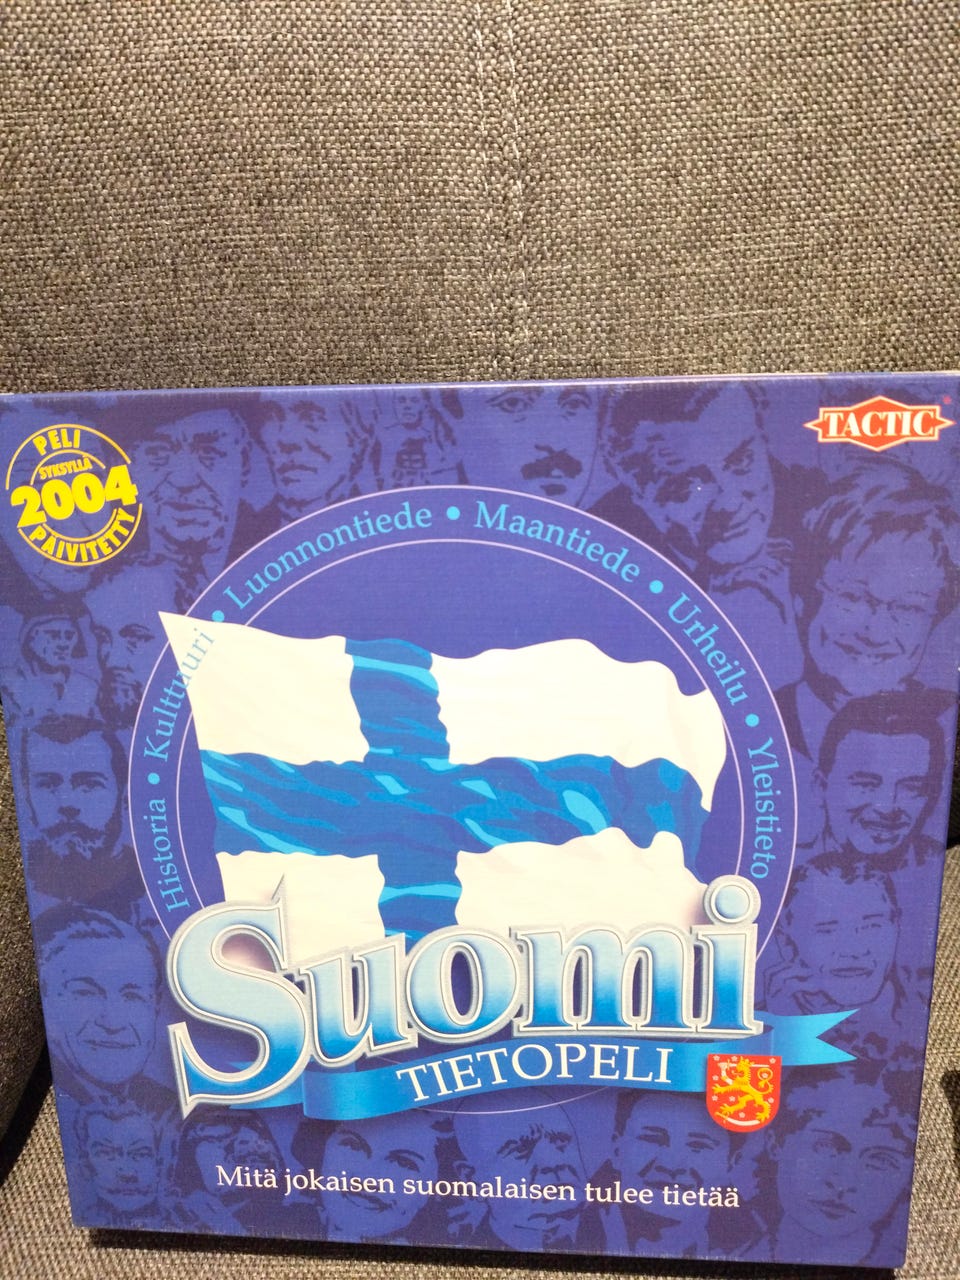 PELI
SYKSYLLÄ
2004
PÄIVITETTY
TACTIC
Historia • Kulttuuri • Luonnontiede • Maantiede • Urheilu • Yleistieto
Suomi
TIETOPELI
Mitä jokaisen suomalaisen tulee tietää